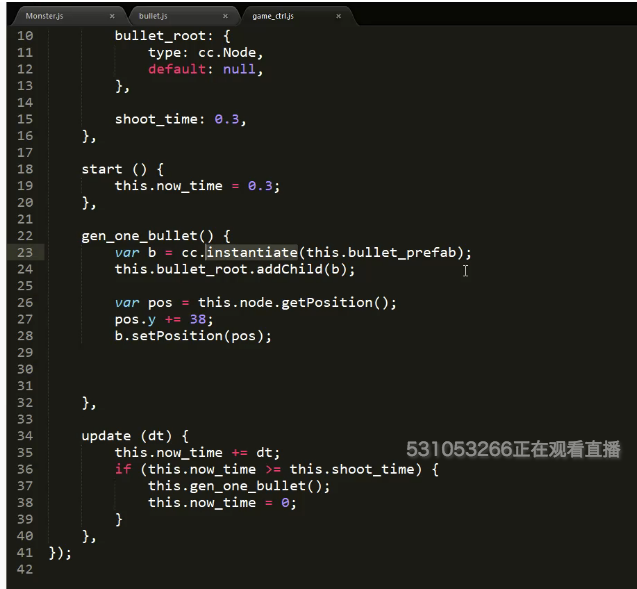 Monster.js × bullet.js × game_ctrl.js ×
10 bullet_root: {
11 type: cc.Node,
12 default: null,
13 },
14
15 shoot_time: 0.3,
16 },
17
18 start () {
19 this.now_time = 0.3;
20 },
21
22 gen_one_bullet() {
23 var b = cc.instantiate(this.bullet_prefab);
24 this.bullet_root.addChild(b);
25
26 var pos = this.node.getPosition();
27 pos.y += 38;
28 b.setPosition(pos);
29
30
31
32 },
33
34 update (dt) {
35 this.now_time += dt;
36 if (this.now_time >= this.shoot_time) {
37 this.gen_one_bullet();
38 this.now_time = 0;
39 }
40 },
41 });
42
531053266正在观看直播